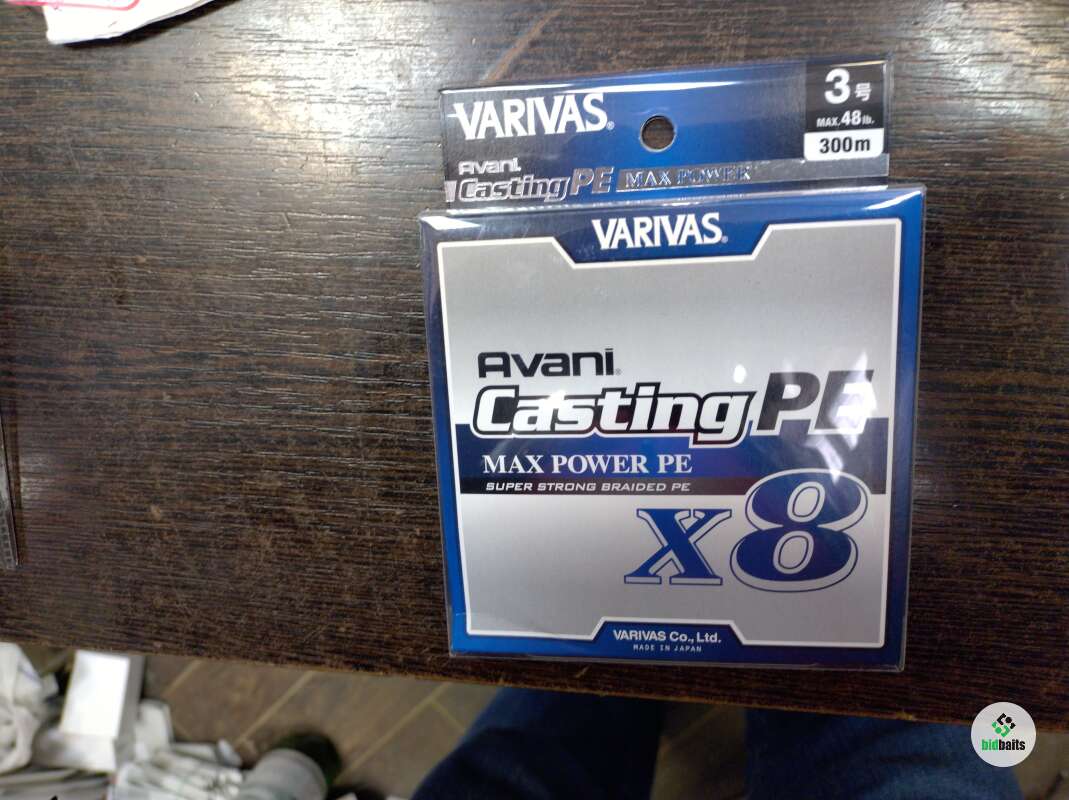 VARIVAS®
3号
MAX.48lb.
300m
Avani
Casting PE MAX POWER
VARIVAS®
Avani®
Casting PE
MAX POWER PE
SUPER STRONG BRAIDED PE
X8
VARIVAS Co., Ltd.
MADE IN JAPAN
bidbaits